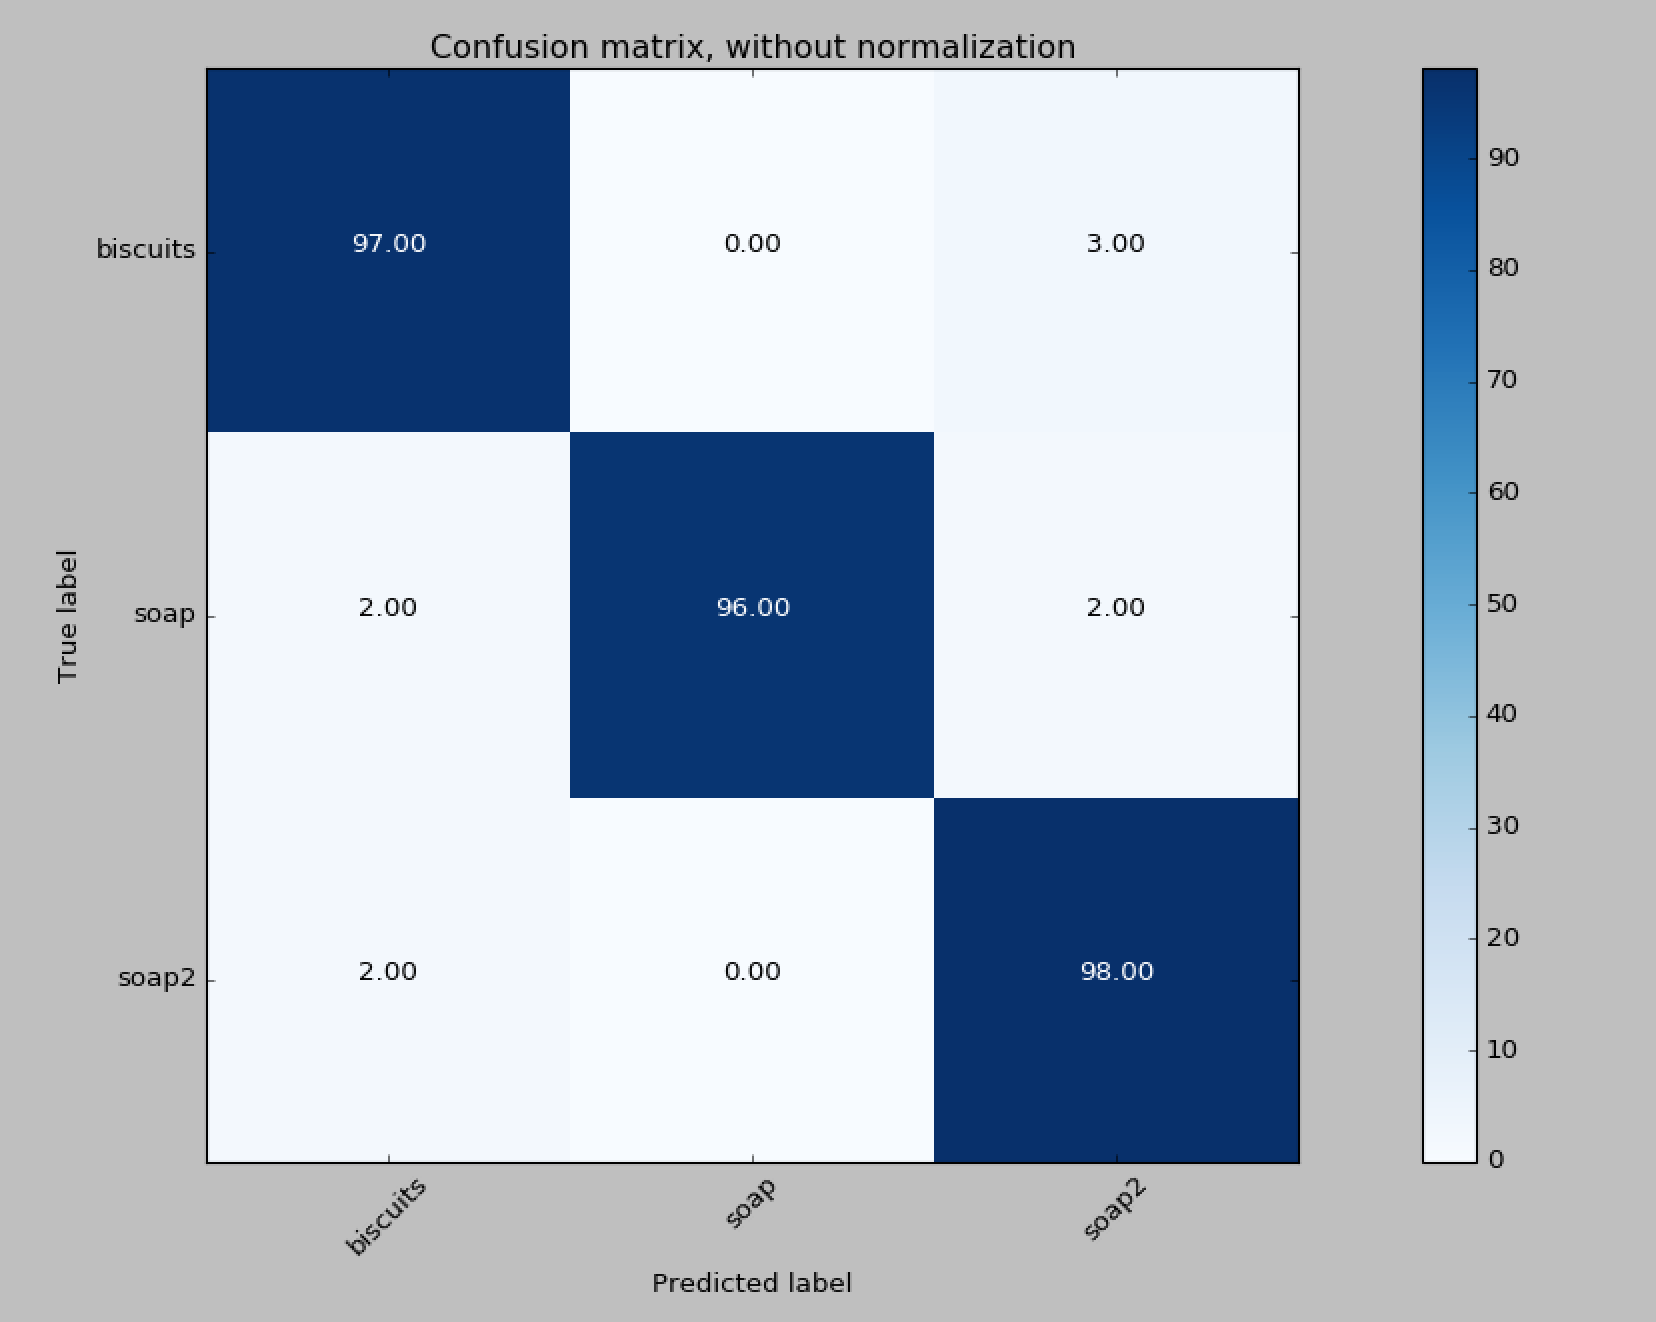 Confusion matrix, without normalization
biscuits 97.00 0.00 3.00
soap 2.00 96.00 2.00
soap2 2.00 0.00 98.00
True label
biscuits soap soap2
Predicted label
90
80
70
60
50
40
30
20
10
0